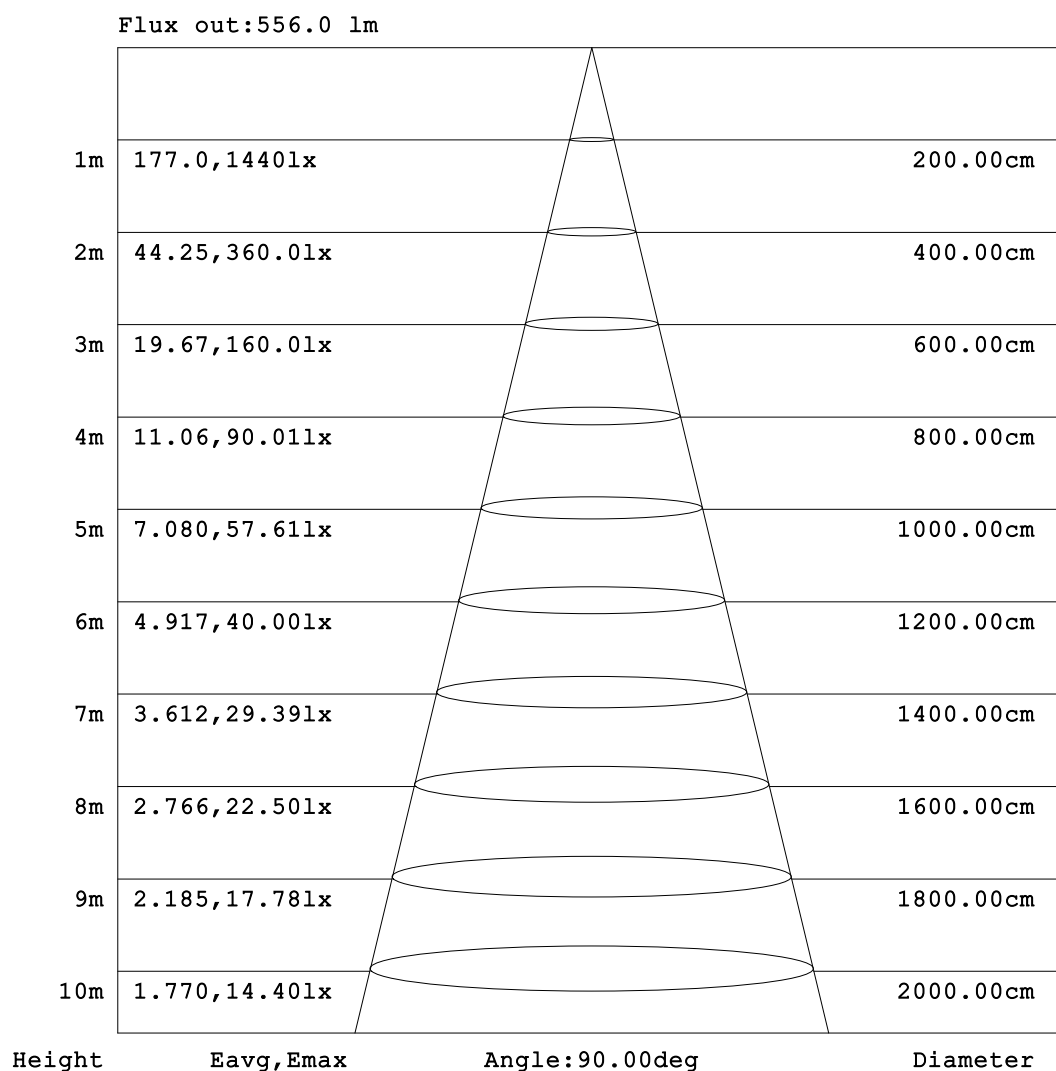 Flux out:556.0 lm
1m 177.0,1440lx 200.00cm
2m 44.25,360.0lx 400.00cm
3m 19.67,160.0lx 600.00cm
4m 11.06,90.01lx 800.00cm
5m 7.080,57.61lx 1000.00cm
6m 4.917,40.00lx 1200.00cm
7m 3.612,29.39lx 1400.00cm
8m 2.766,22.50lx 1600.00cm
9m 2.185,17.78lx 1800.00cm
10m 1.770,14.40lx 2000.00cm
Height Eavg,Emax Angle:90.00deg Diameter